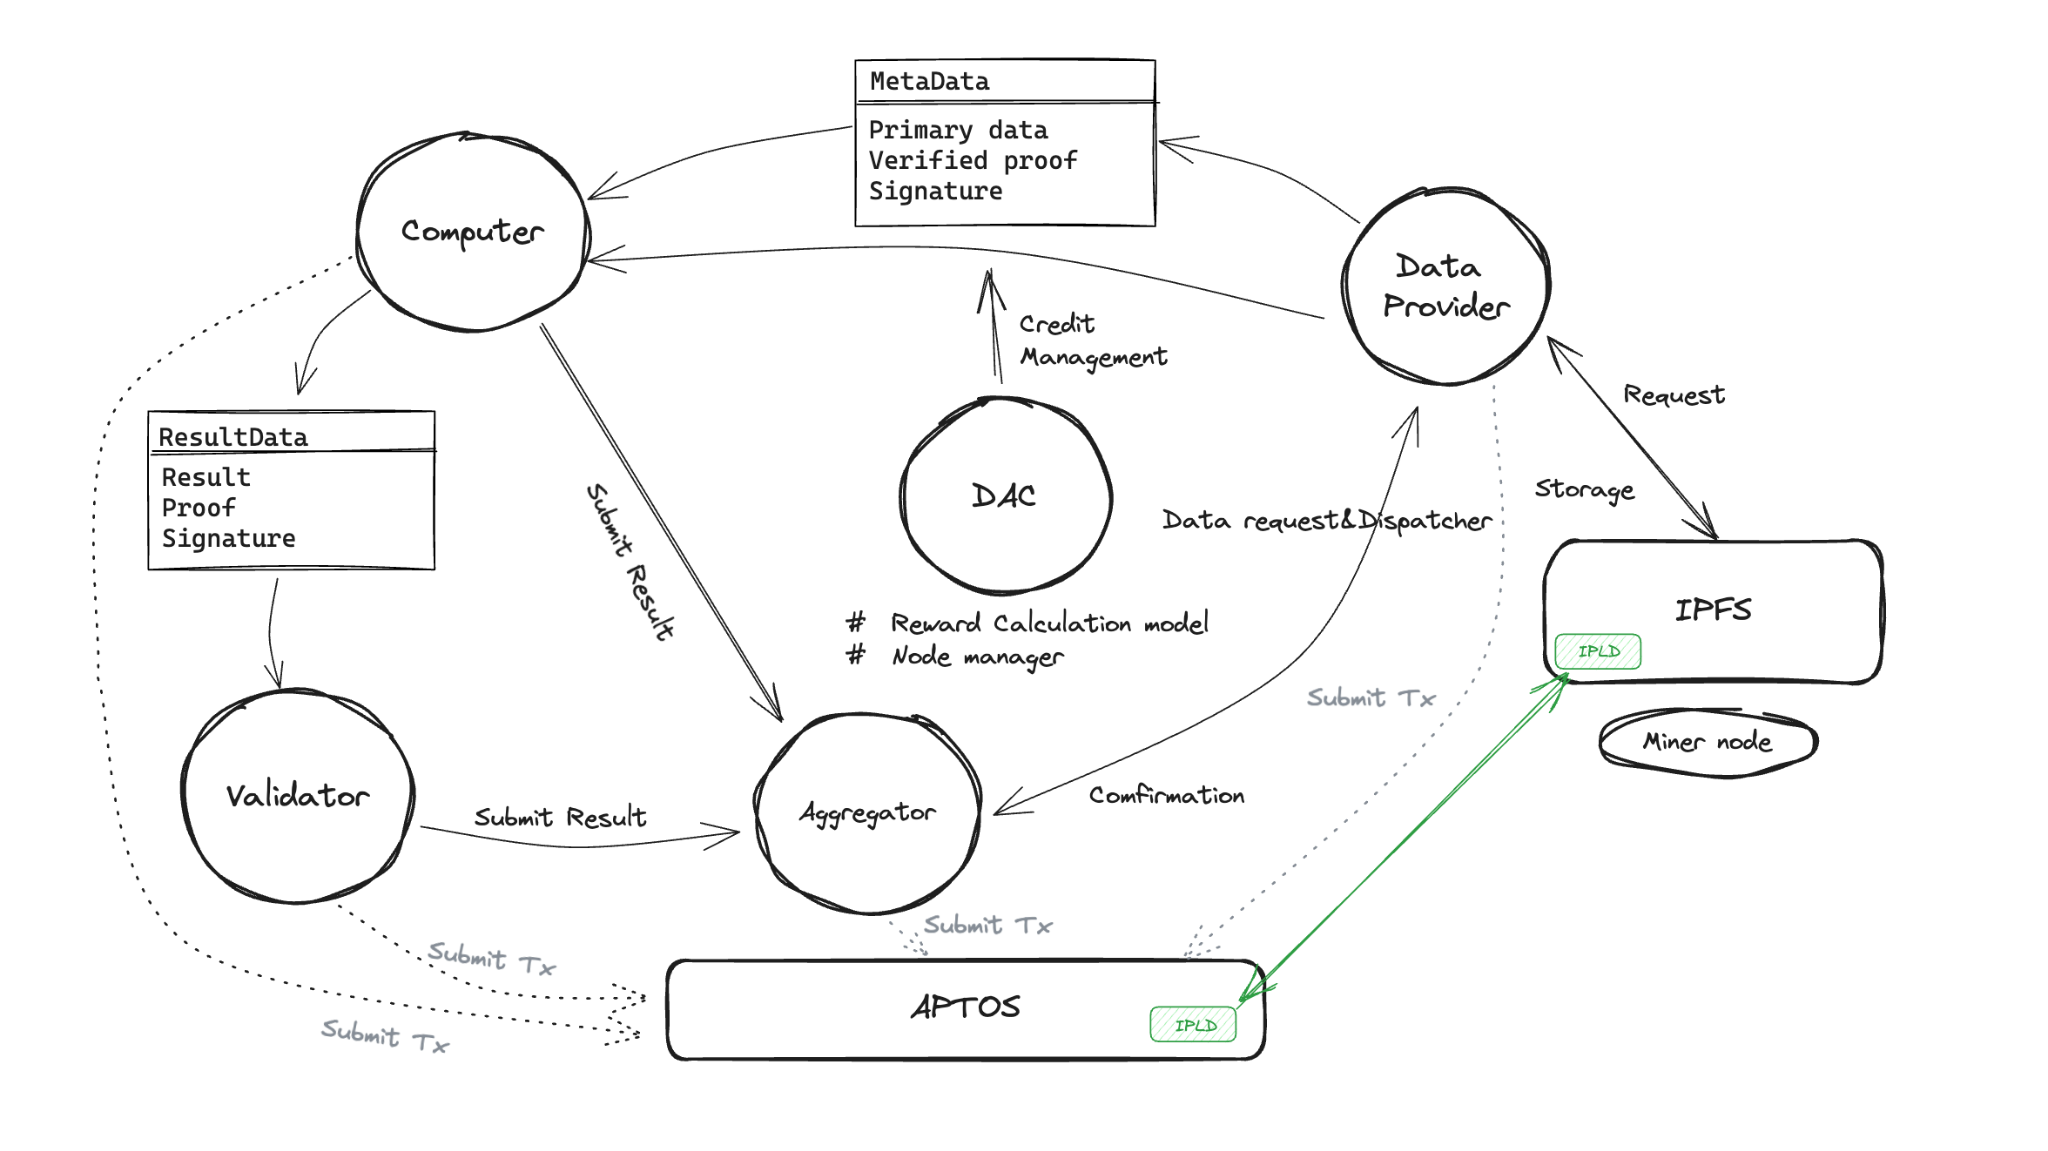 MetaData
Primary data
Verified proof
Signature
Computer
Data
Provider
Credit
Management
Request
ResultData
Result
Proof
Signature
Submit Result
DAC
Storage
Data request&Dispatcher
IPFS
IPLD
# Reward Calculation model
# Node manager
Submit Tx
Miner node
Validator
Submit Result
Aggregator
Comfirmation
Submit Tx
Submit Tx
Submit Tx
APTOS
IPLD